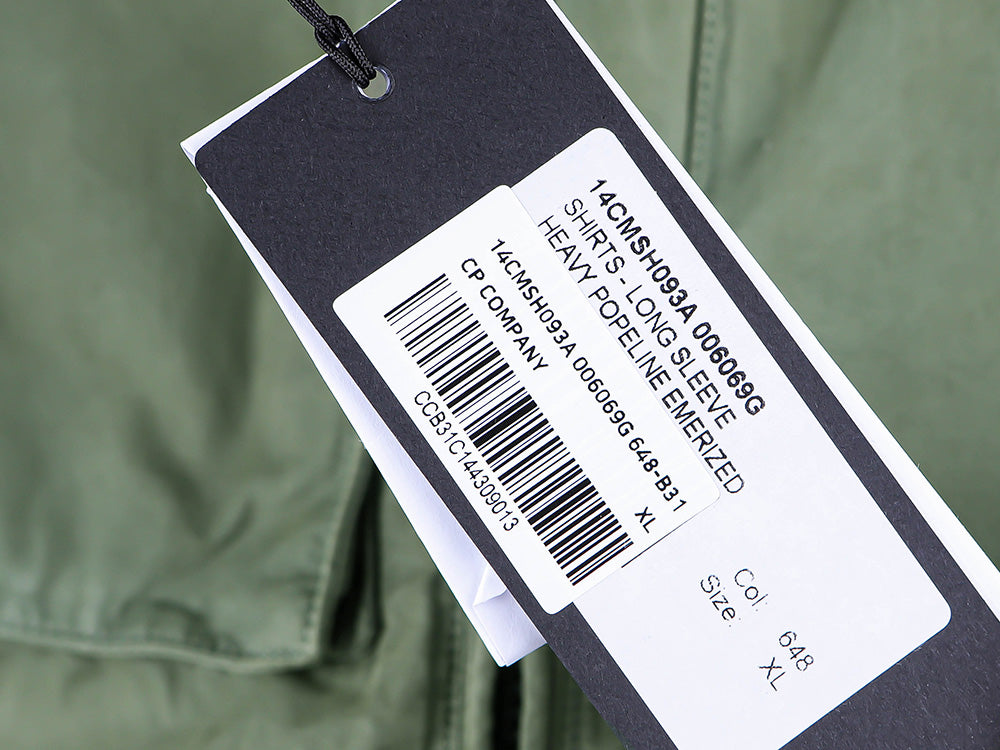 14CMSH093A 006069G
SHIRTS - LONG SLEEVE
HEAVY POPELINE EMERIZED
Col: 648
Size: XL
14CMSH093A 006069G 648-B31
CP COMPANY XL
CCB31C144309013